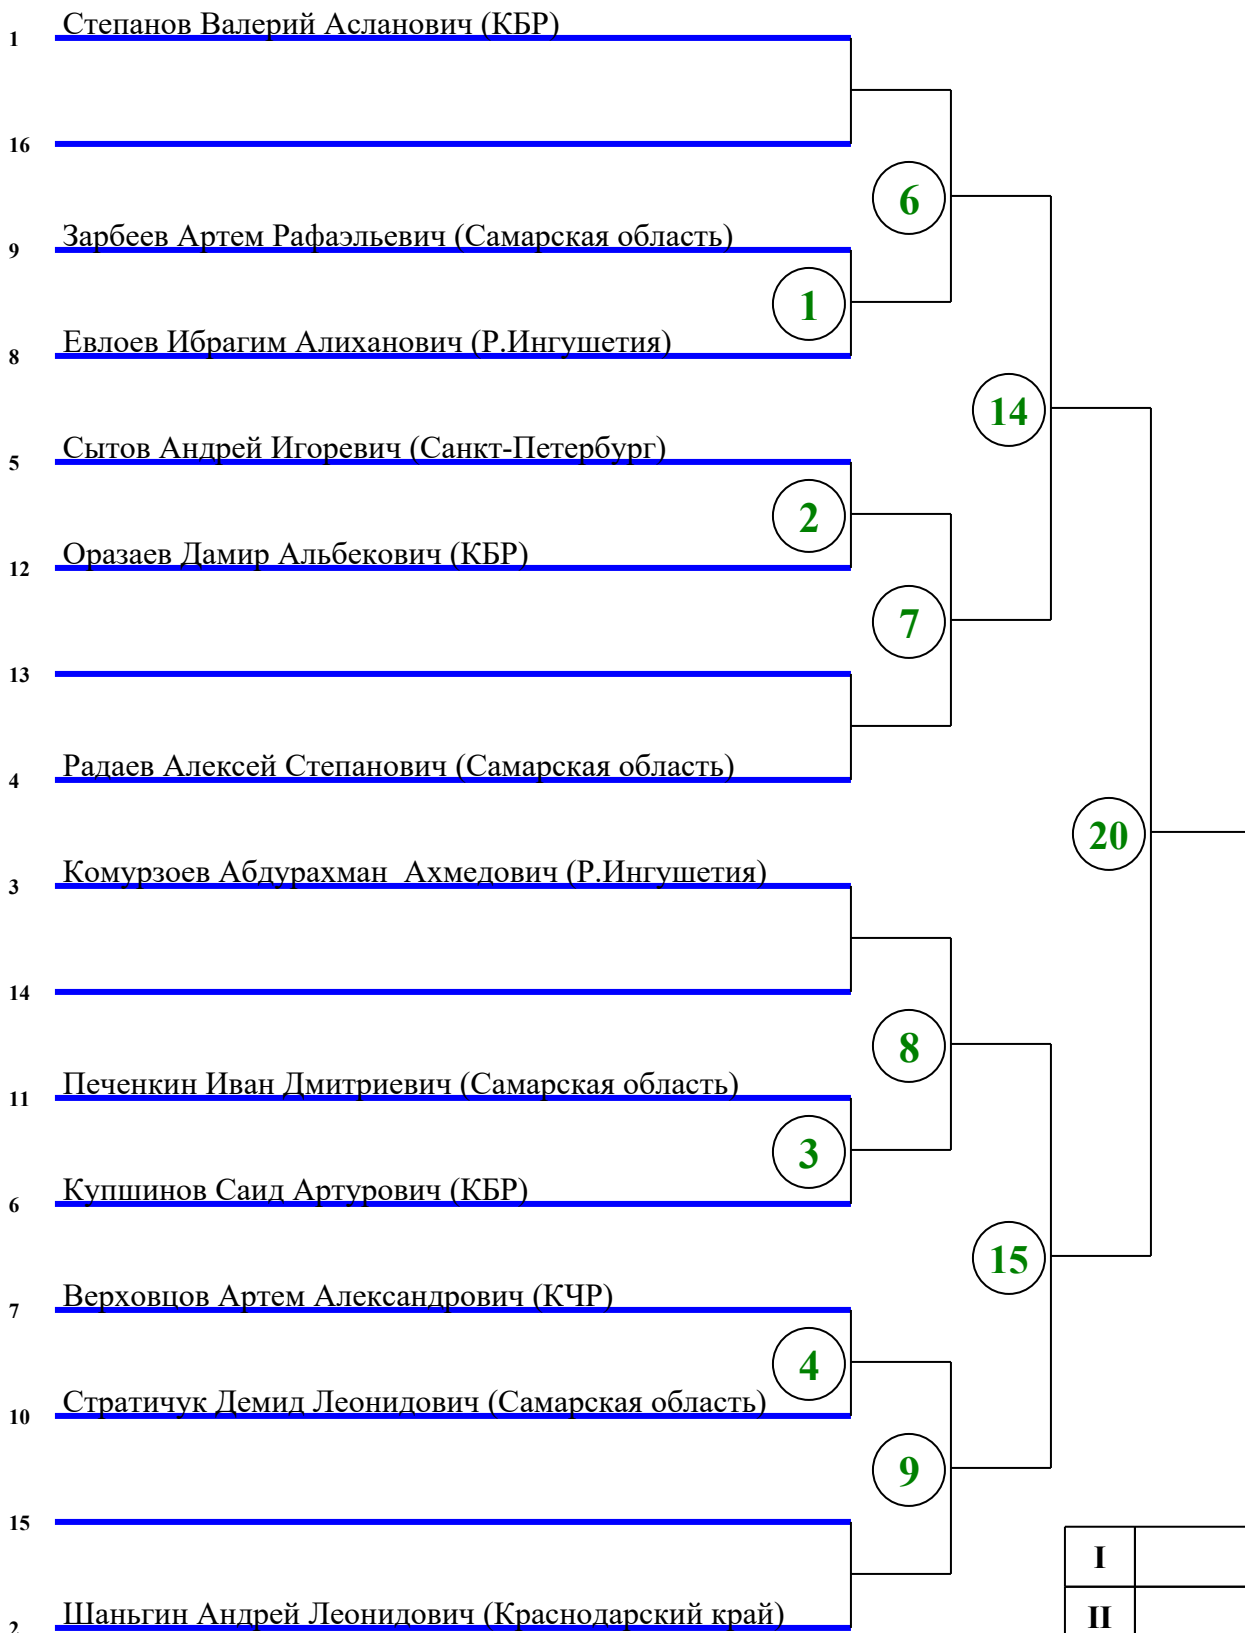 Степанов Валерий Асланович (КБР)
1
16
6
Зарбеев Артем Рафаэльевич (Самарская область)
9
1
Евлоев Ибрагим Алиханович (Р.Ингушетия)
8
14
Сытов Андрей Игоревич (Санкт-Петербург)
5
2
Оразаев Дамир Альбекович (КБР)
12
7
13
Радаев Алексей Степанович (Самарская область)
4
20
Комурзоев Абдурахман  Ахмедович (Р.Ингушетия)
3
14
8
Печенкин Иван Дмитриевич (Самарская область)
11
3
Купшинов Саид Артурович (КБР)
6
15
Верховцов Артем Александрович (КЧР)
7
4
Стратичук Демид Леонидович (Самарская область)
10
9
15
I
Шаньгин Андрей Леонидович (Краснодарский край)
2
II